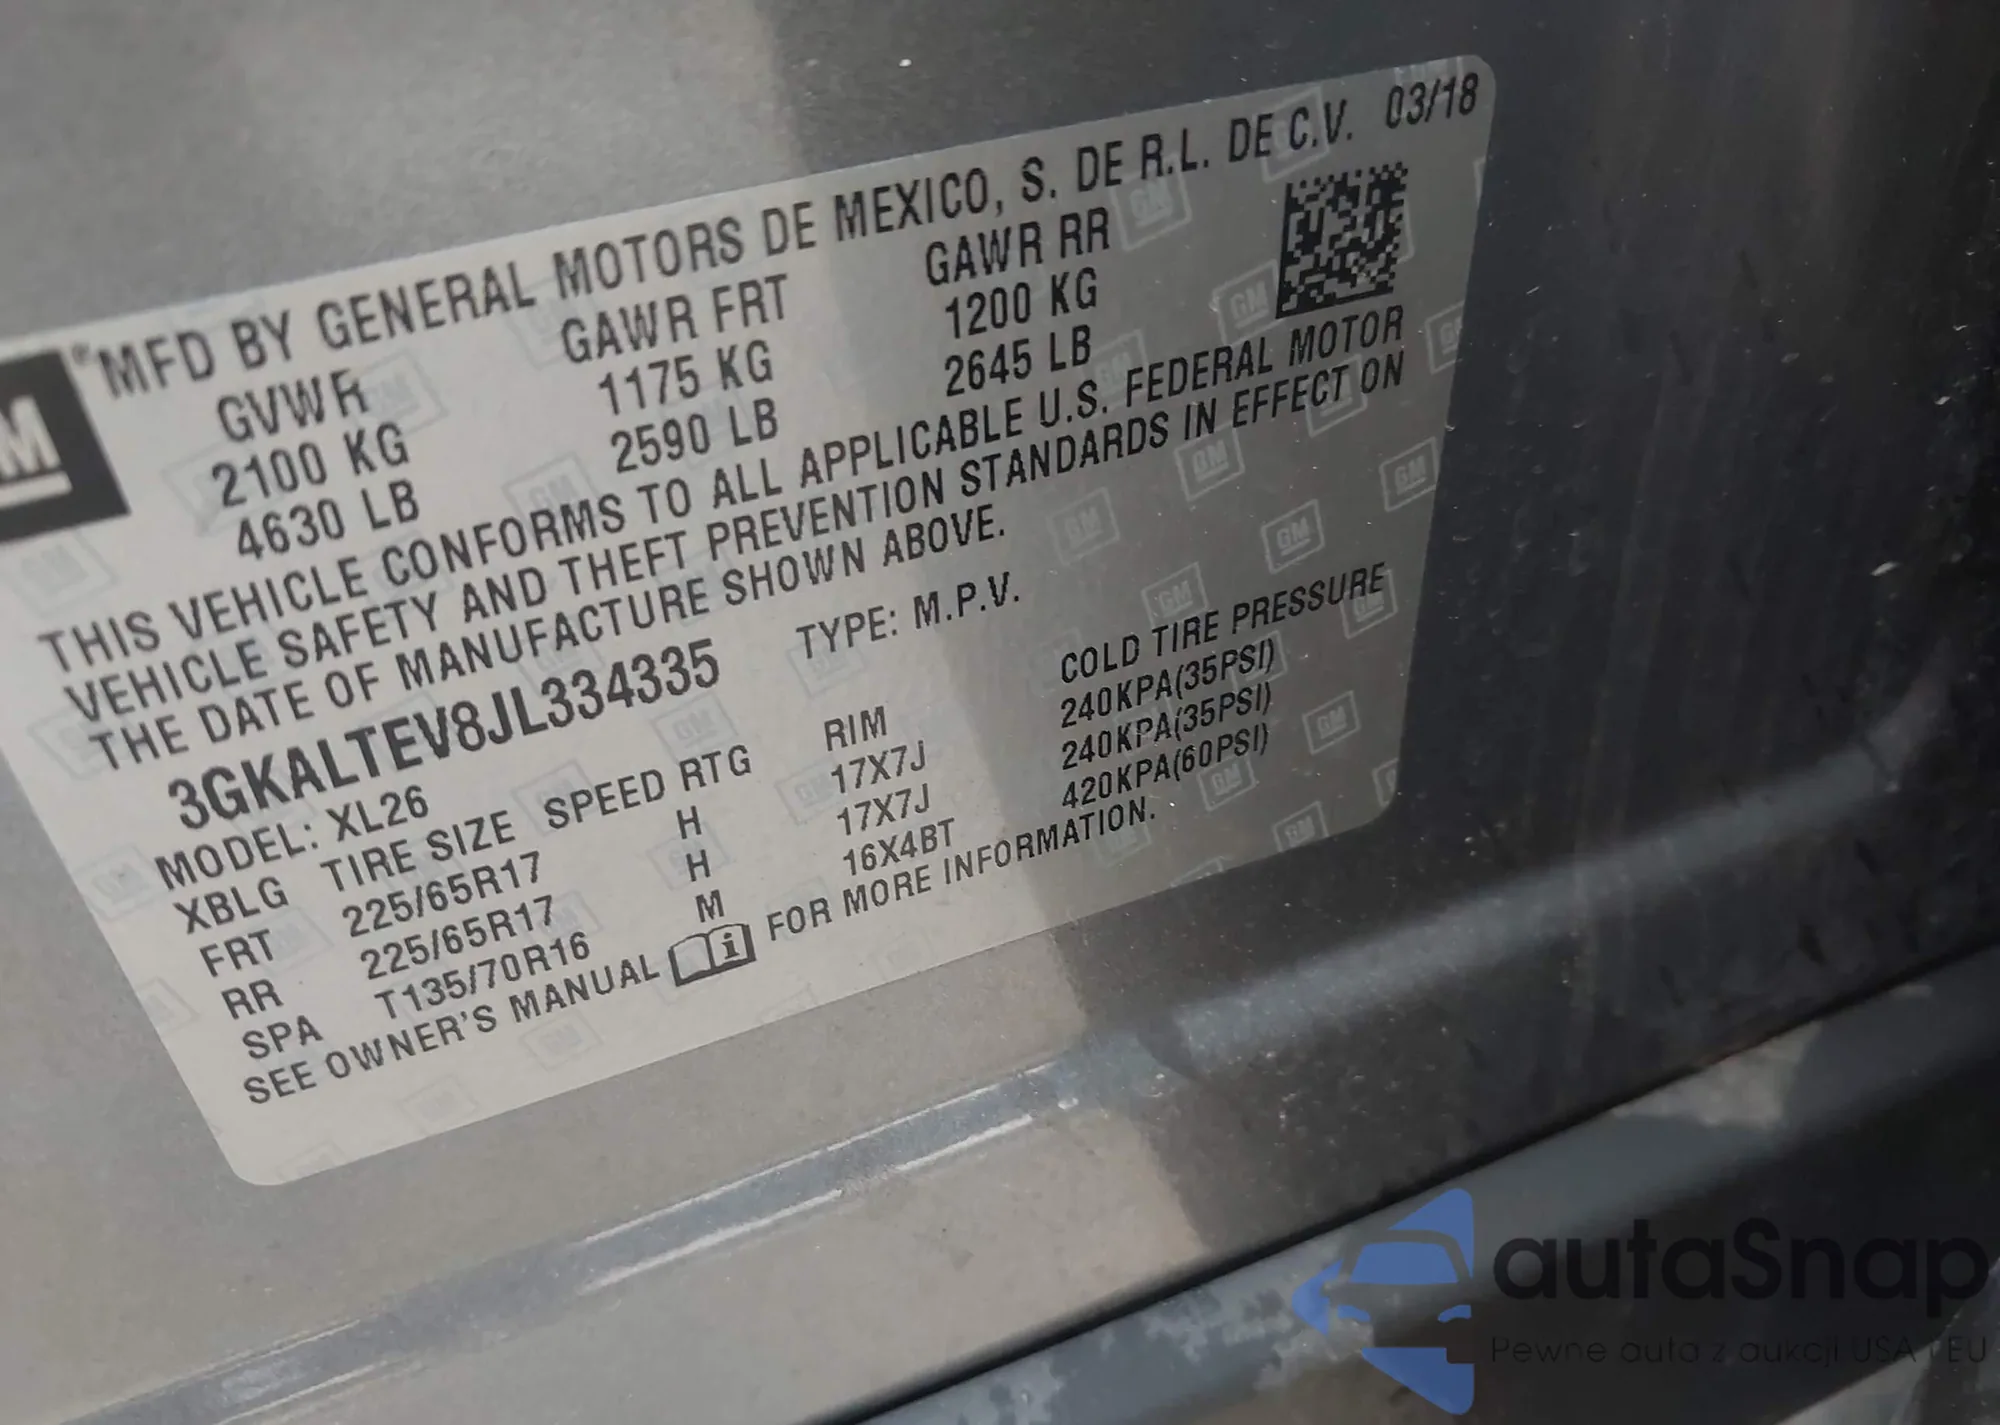 GM
®MFD BY GENERAL MOTORS DE MEXICO, S. DE R.L. DE C.V. 03/18
GVWR GAWR FRT GAWR RR
2100 KG 1175 KG 1200 KG
4630 LB 2590 LB 2645 LB
THIS VEHICLE CONFORMS TO ALL APPLICABLE U.S. FEDERAL MOTOR
VEHICLE SAFETY AND THEFT PREVENTION STANDARDS IN EFFECT ON
THE DATE OF MANUFACTURE SHOWN ABOVE.
3GKALTEV8JL334335 TYPE: M.P.V.
MODEL: XL26
XBLG TIRE SIZE SPEED RTG RIM COLD TIRE PRESSURE
FRT 225/65R17 H 17X7J 240KPA(35PSI)
RR 225/65R17 H 17X7J 240KPA(35PSI)
SPA T135/70R16 M 16X4BT 420KPA(60PSI)
SEE OWNER'S MANUAL FOR MORE INFORMATION.
autaSnap
Pewne auta z aukcji USA i EU